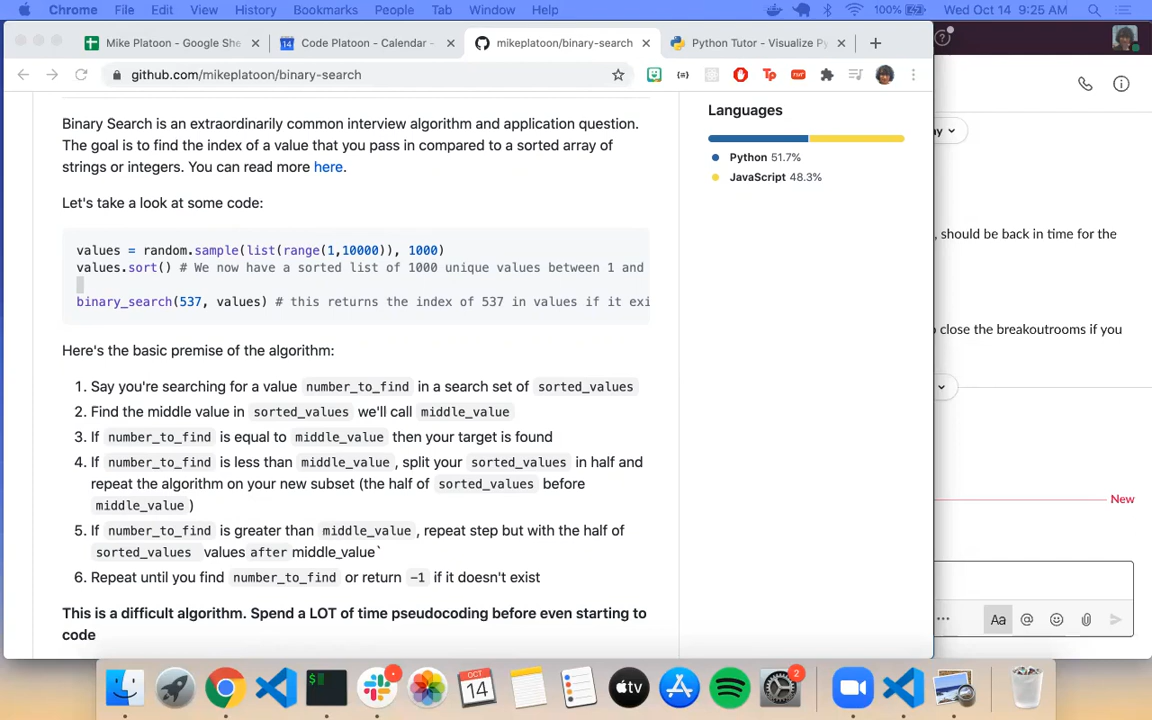 Chrome File Edit View History Bookmarks People Tab Window Help 100% Wed Oct 14 9:25 AM
Mike Platoon - Google She
Code Platoon - Calendar -
mikeplatoon/binary-search
Python Tutor - Visualize Py
github.com/mikeplatoon/binary-search
Binary Search is an extraordinarily common interview algorithm and application question.
The goal is to find the index of a value that you pass in compared to a sorted array of
strings or integers. You can read more here.
Let's take a look at some code:
values = random.sample(list(range(1,10000)), 1000)
values.sort() # We now have a sorted list of 1000 unique values between 1 and
binary_search(537, values) # this returns the index of 537 in values if it exi
Here's the basic premise of the algorithm:
1. Say you're searching for a value number_to_find in a search set of sorted_values
2. Find the middle value in sorted_values we'll call middle_value
3. If number_to_find is equal to middle_value then your target is found
4. If number_to_find is less than middle_value , split your sorted_values in half and
repeat the algorithm on your new subset (the half of sorted_values before
middle_value )
5. If number_to_find is greater than middle_value , repeat step but with the half of
sorted_values values after middle_value`
6. Repeat until you find number_to_find or return -1 if it doesn't exist
This is a difficult algorithm. Spend a LOT of time pseudocoding before even starting to
code
Languages
Python 51.7%
JavaScript 48.3%
, should be back in time for the
close the breakoutrooms if you
New
Aa
OCT
14
tv
2
$